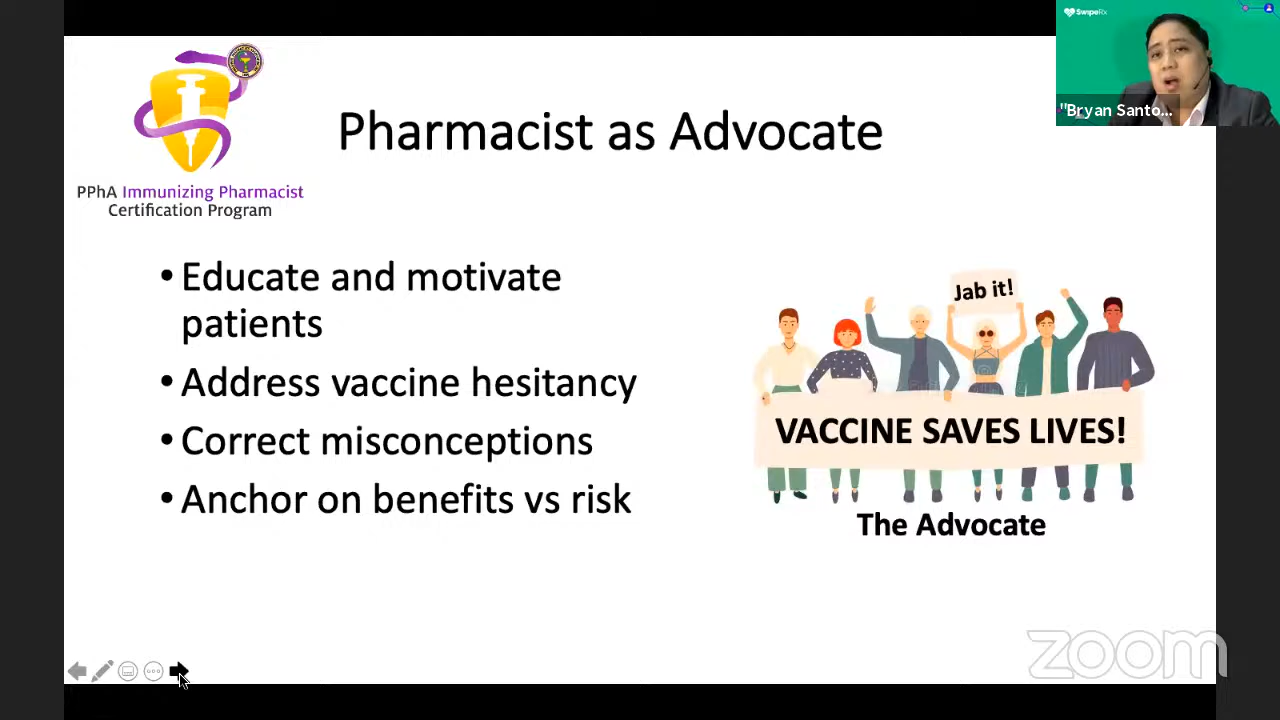 SwipeRx
"Bryan Santo...
PPhA Immunizing Pharmacist
Certification Program
Pharmacist as Advocate
• Educate and motivate
patients
• Address vaccine hesitancy
• Correct misconceptions
• Anchor on benefits vs risk
Jab it!
VACCINE SAVES LIVES!
The Advocate
zoom